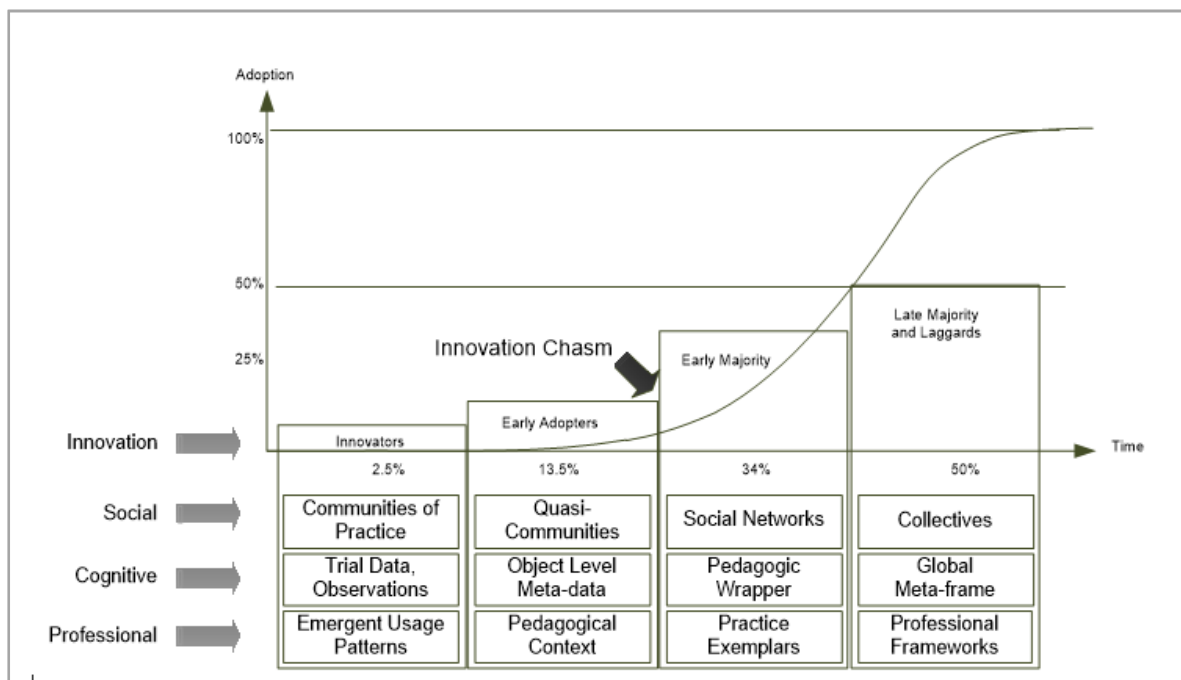 Adoption
100%
50%
Late Majority
and Laggards
Innovation Chasm
25%
Early Majority
Early Adopters
Innovation
Innovators
Time
2.5%
13.5%
34%
50%
Social
Communities of
Practice
Quasi-
Communities
Social Networks
Collectives
Cognitive
Trial Data,
Observations
Object Level
Meta-data
Pedagogic
Wrapper
Global
Meta-frame
Professional
Emergent Usage
Patterns
Pedagogical
Context
Practice
Exemplars
Professional
Frameworks